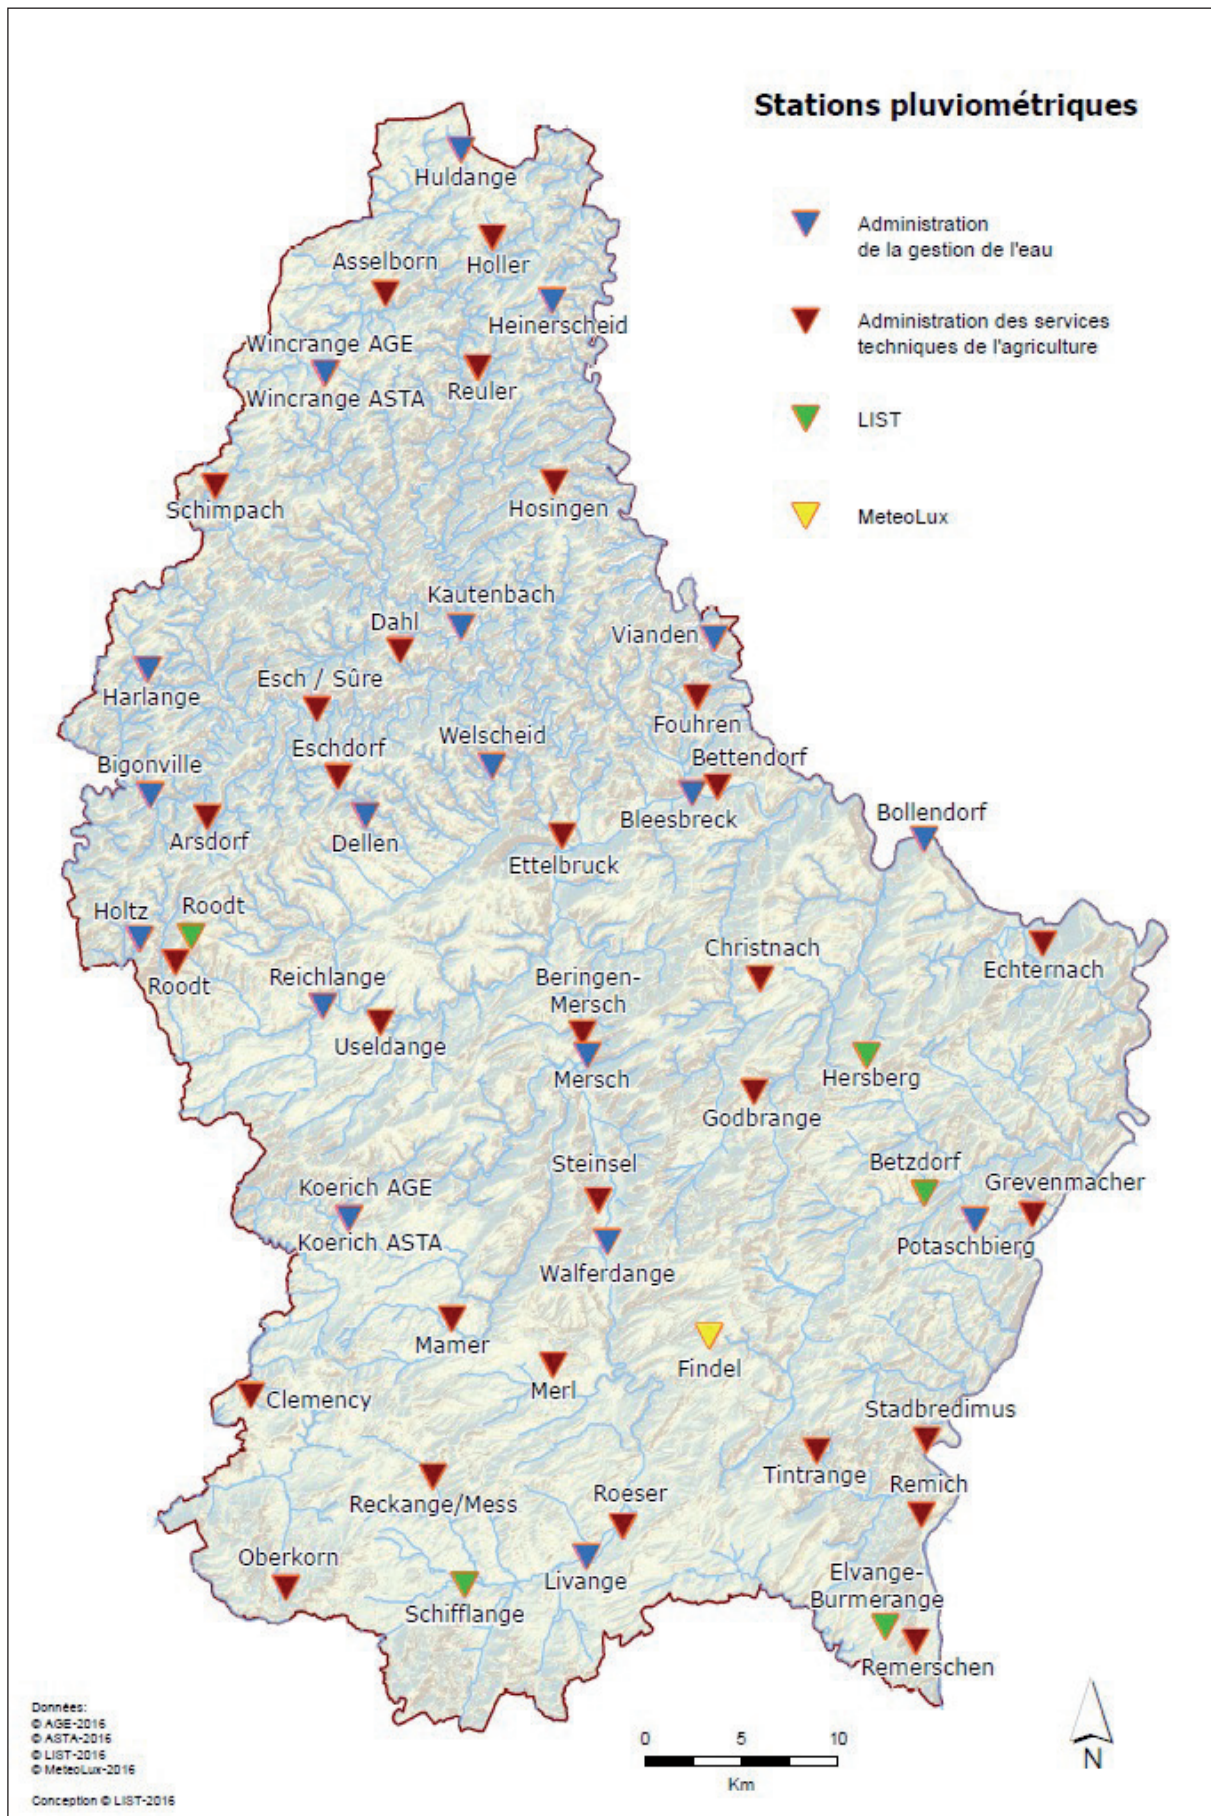 Stations pluviométriques
Administration
de la gestion de l'eau
Administration des services
techniques de l'agriculture
LIST
MeteoLux
Huldange
Holler
Asselborn
Heinerscheid
Wincrange AGE
Wincrange ASTA
Reuler
Schimpach
Hosingen
Kautenbach
Dahl
Vianden
Harlange
Esch / Sûre
Fouhren
Eschdorf
Welscheid
Bettendorf
Bigonville
Bleesbreck
Bollendorf
Arsdorf
Dellen
Ettelbruck
Holtz
Roodt
Roodt
Christnach
Echternach
Reichlange
Beringen-
Mersch
Useldange
Mersch
Hersberg
Godbrange
Steinsel
Betzdorf
Grevenmacher
Koerich AGE
Koerich ASTA
Potaschbierg
Walferdange
Mamer
Findel
Merl
Clemency
Stadbredimus
Tintrange
Remich
Reckange/Mess
Roeser
Oberkorn
Livange
Elvange-
Burmerange
Schifflange
Remerschen
Données:
© AGE-2016
© ASTA-2016
© LIST-2016
© MeteoLux-2016
Conception © LIST-2016
0 5 10
Km
N